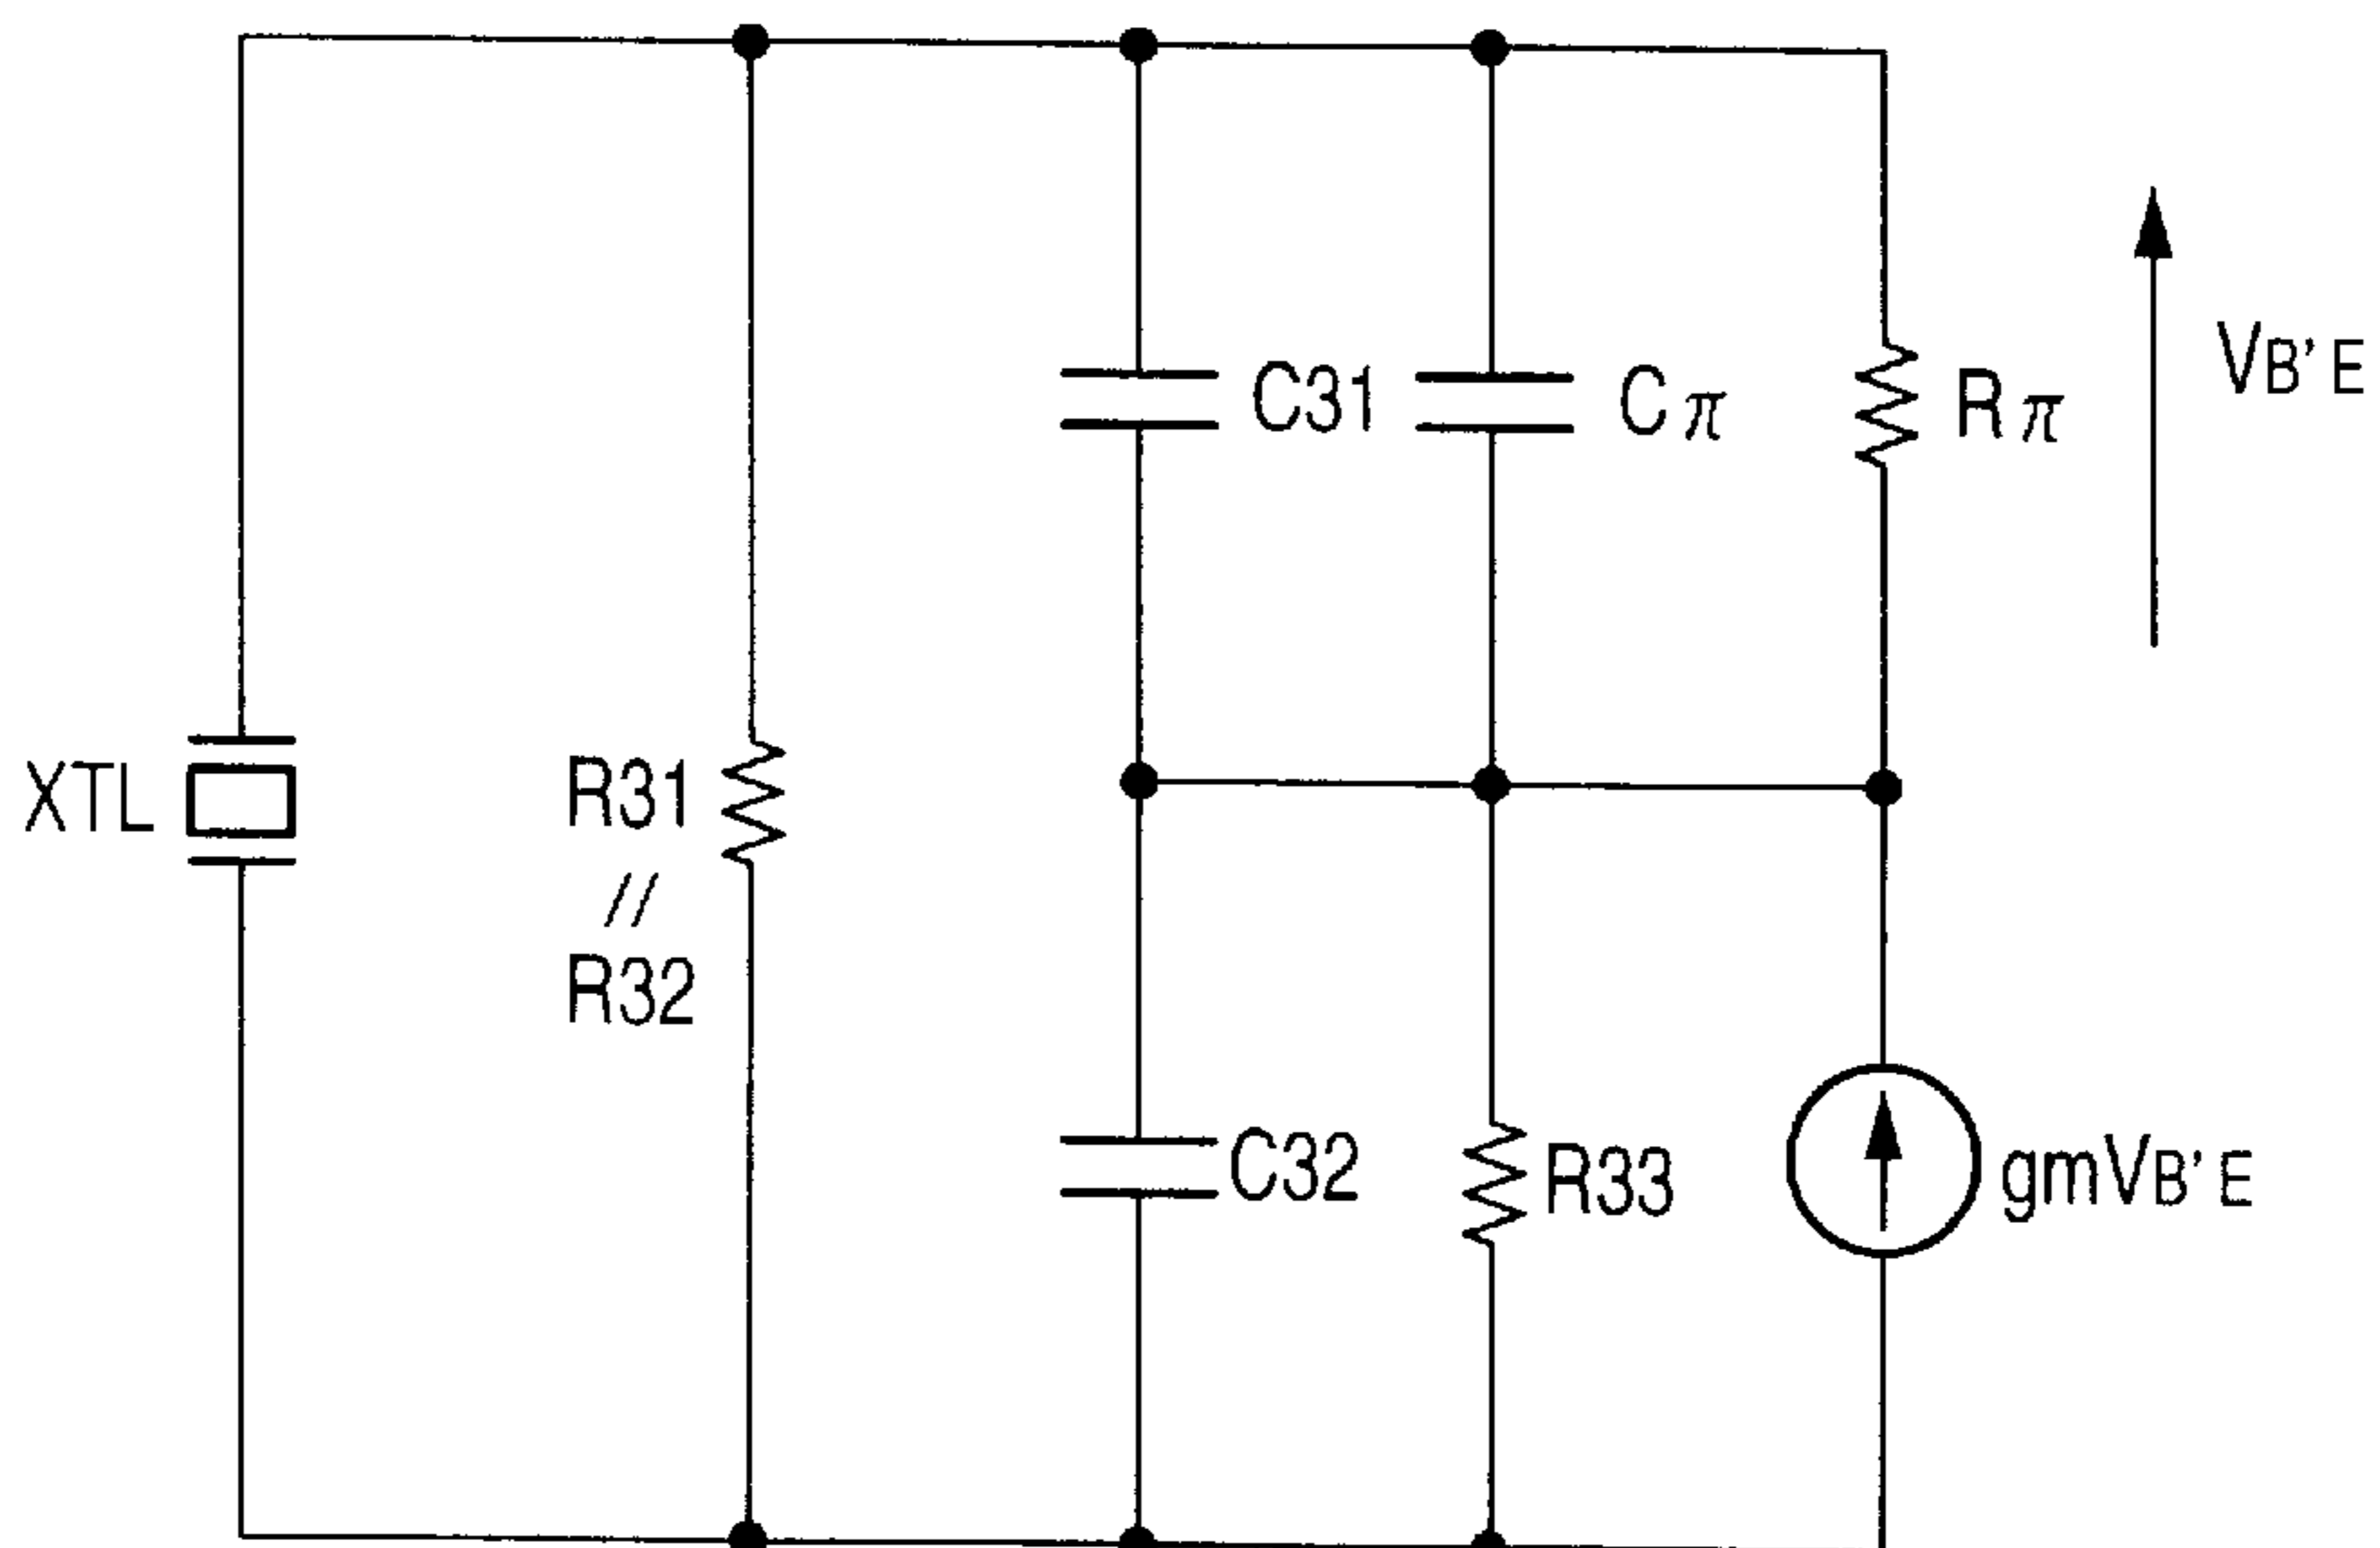 C31
Cπ
Rπ
VB'E
XTL
R31
//
R32
C32
R33
gmVB'E